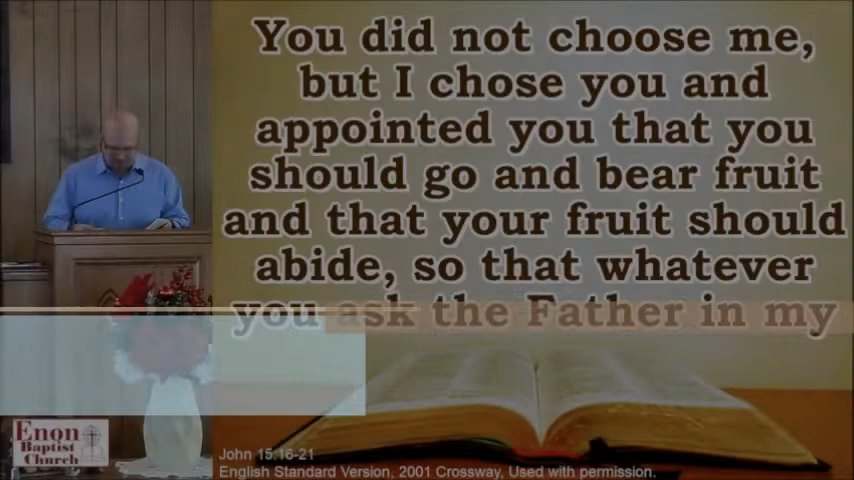 You did not choose me,
but I chose you and
appointed you that you
should go and bear fruit
and that your fruit should
abide, so that whatever
you ask the Father in my
Enon
Baptist
Church
John 15:16-21
English Standard Version, 2001 Crossway, Used with permission.